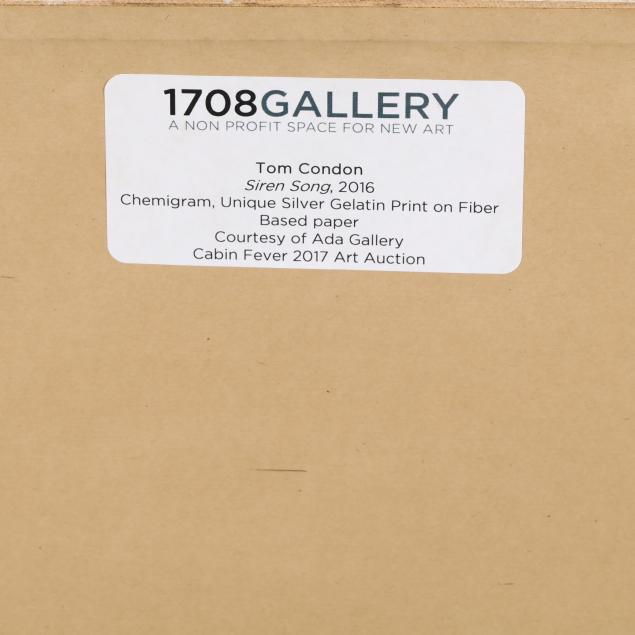 1708GALLERY
A NON PROFIT SPACE FOR NEW ART
Tom Condon
Siren Song, 2016
Chemigram, Unique Silver Gelatin Print on Fiber
Based paper
Courtesy of Ada Gallery
Cabin Fever 2017 Art Auction